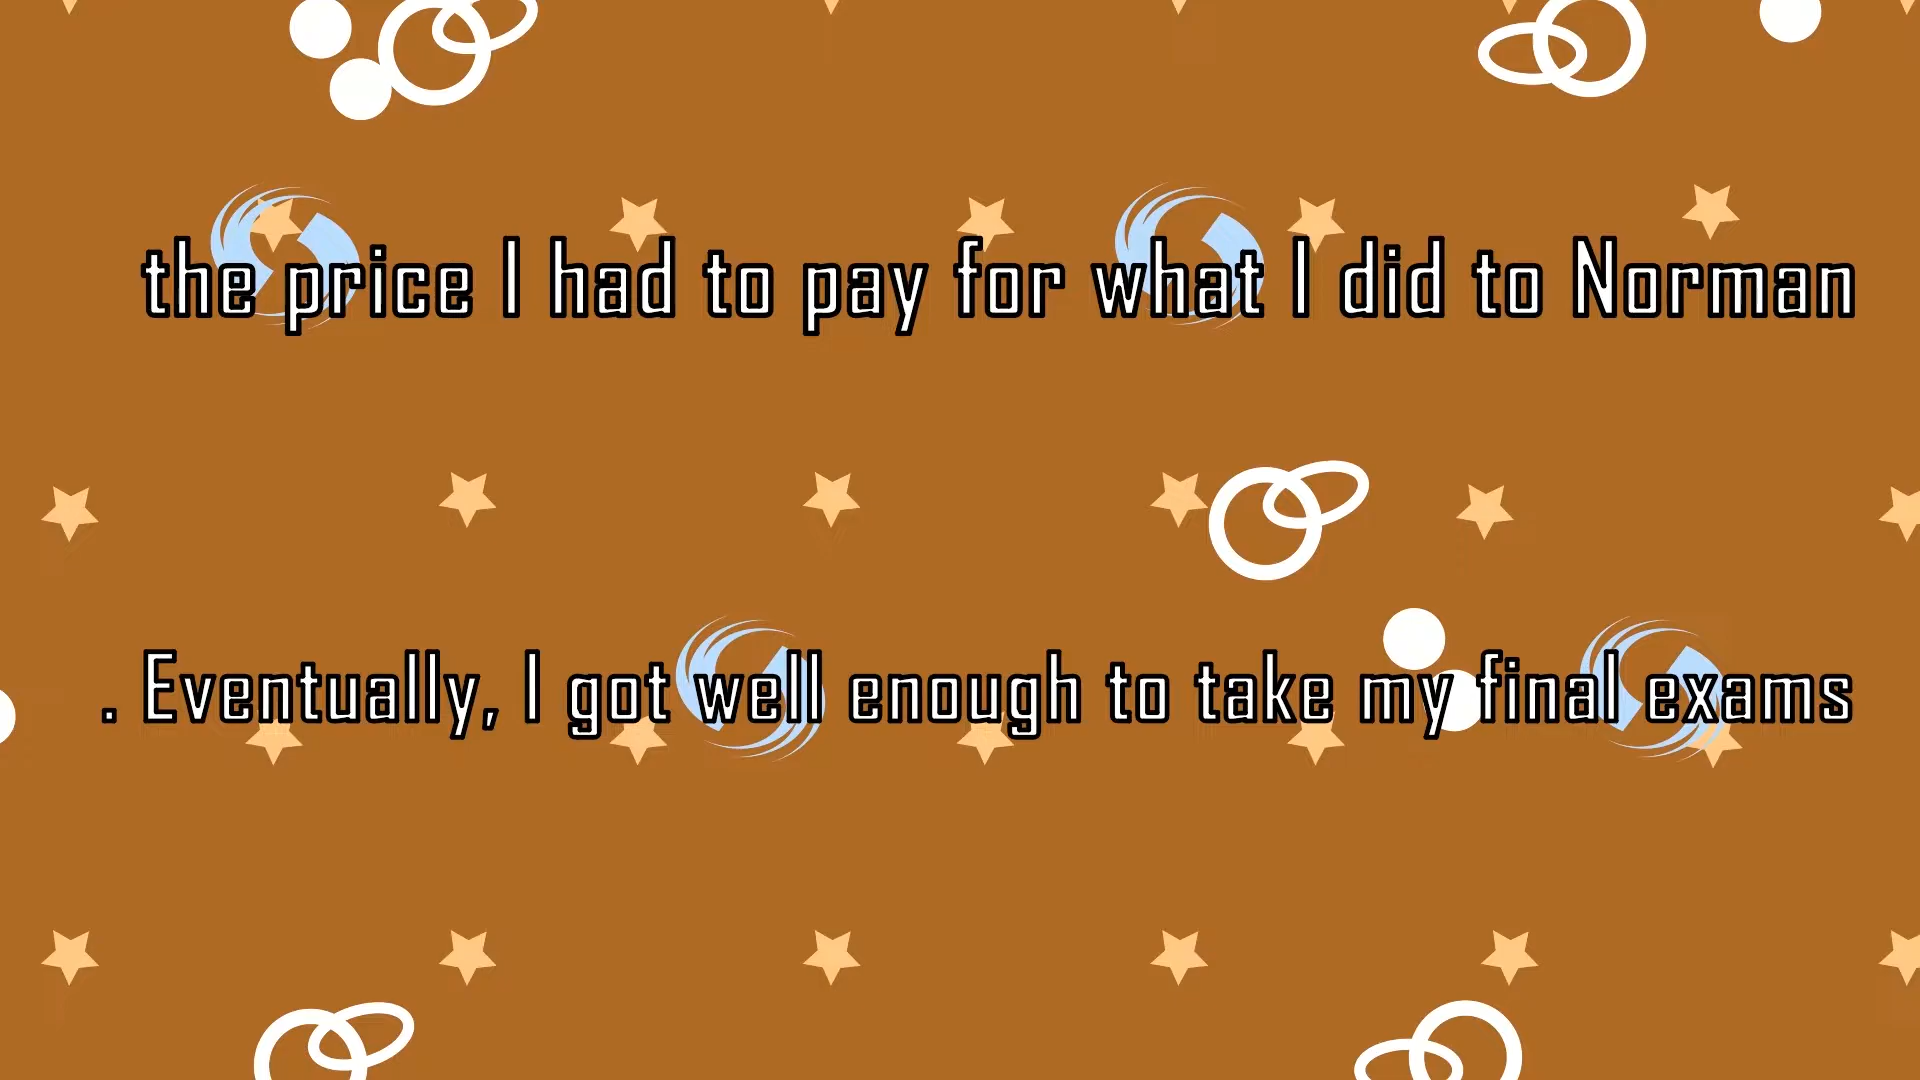 the price I had to pay for what I did to Norman
. Eventually, I got well enough to take my final exams